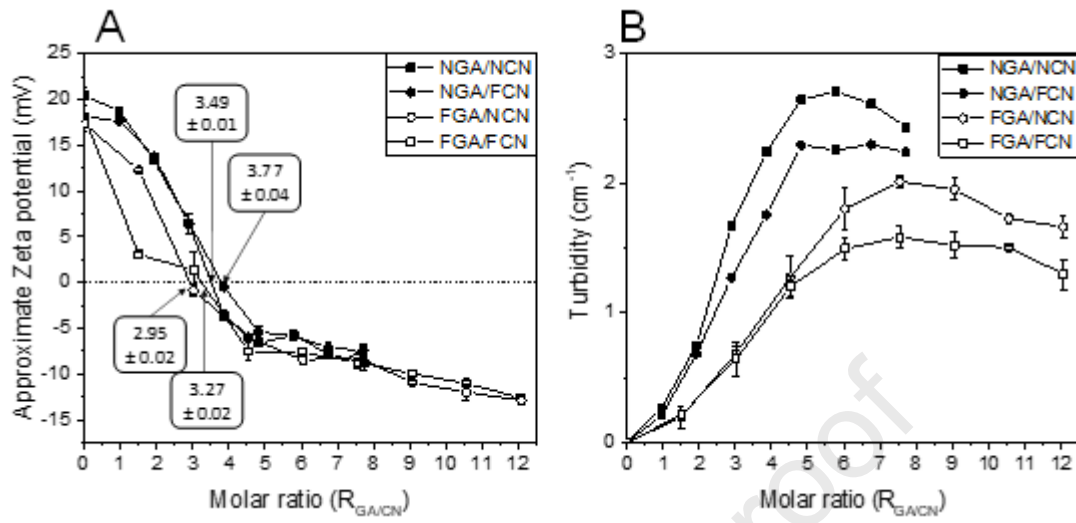 A
Approximate Zeta potential (mV)
25
20
15
10
5
0
-5
-10
-15
NGA/NCN
NGA/FCN
FGA/NCN
FGA/FCN
3.49
± 0.01
3.77
± 0.04
2.95
± 0.02
3.27
± 0.02
0 1 2 3 4 5 6 7 8 9 10 11 12
Molar ratio (R_GA/CN)
B
Turbidity (cm⁻¹)
3
2
1
0
NGA/NCN
NGA/FCN
FGA/NCN
FGA/FCN
0 1 2 3 4 5 6 7 8 9 10 11 12
Molar ratio (R_GA/CN)
roof